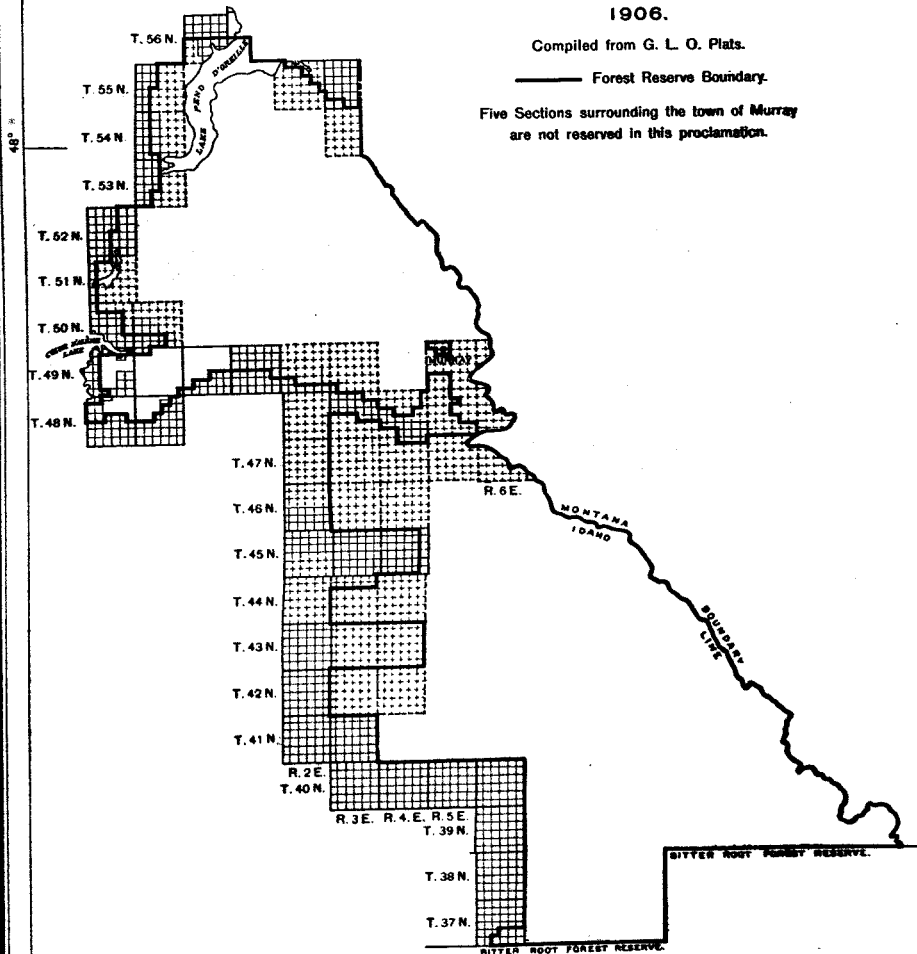 1906.
Compiled from G. L. O. Plats.
Forest Reserve Boundary.
Five Sections surrounding the town of Murray
are not reserved in this proclamation.
T. 56 N.
PEND D'OREILLE
LAKE
T. 55 N.
T. 54 N.
48°
T. 53 N.
T. 52 N.
T. 51 N.
T. 50 N.
LAKE
T. 49 N.
MURRAY
T. 48 N.
T. 47 N.
R. 6 E.
T. 46 N.
MONTANA
IDAHO
T. 45 N.
T. 44 N.
BOUNDARY
LINE
T. 43 N.
T. 42 N.
T. 41 N.
R. 2 E.
T. 40 N.
R. 3 E. R. 4. E. R. 5 E.
T. 39 N.
BITTER ROOT FOREST RESERVE.
T. 38 N.
T. 37 N.
BITTER ROOT FOREST RESERVE.